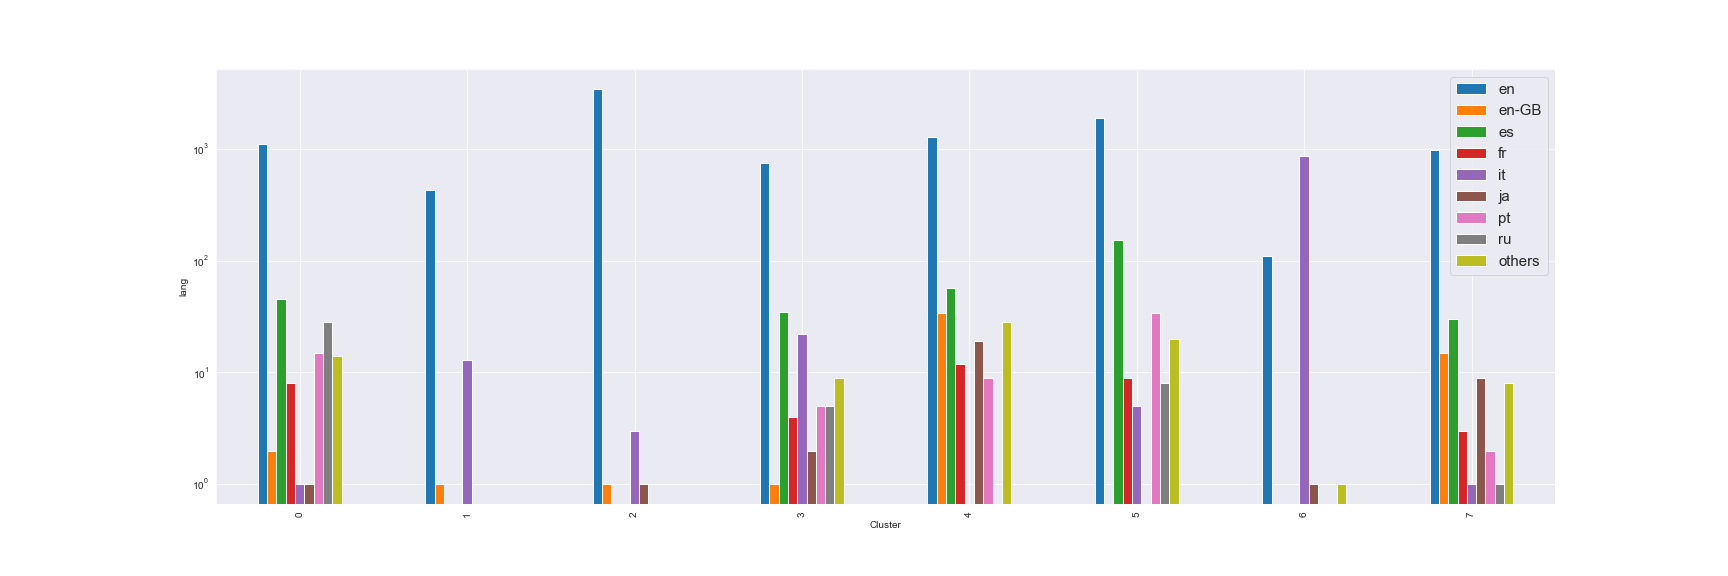 en
en-GB
es
fr
it
ja
pt
ru
others
10³
10²
10¹
10⁰
lang
0
1
2
3
4
5
6
7
Cluster